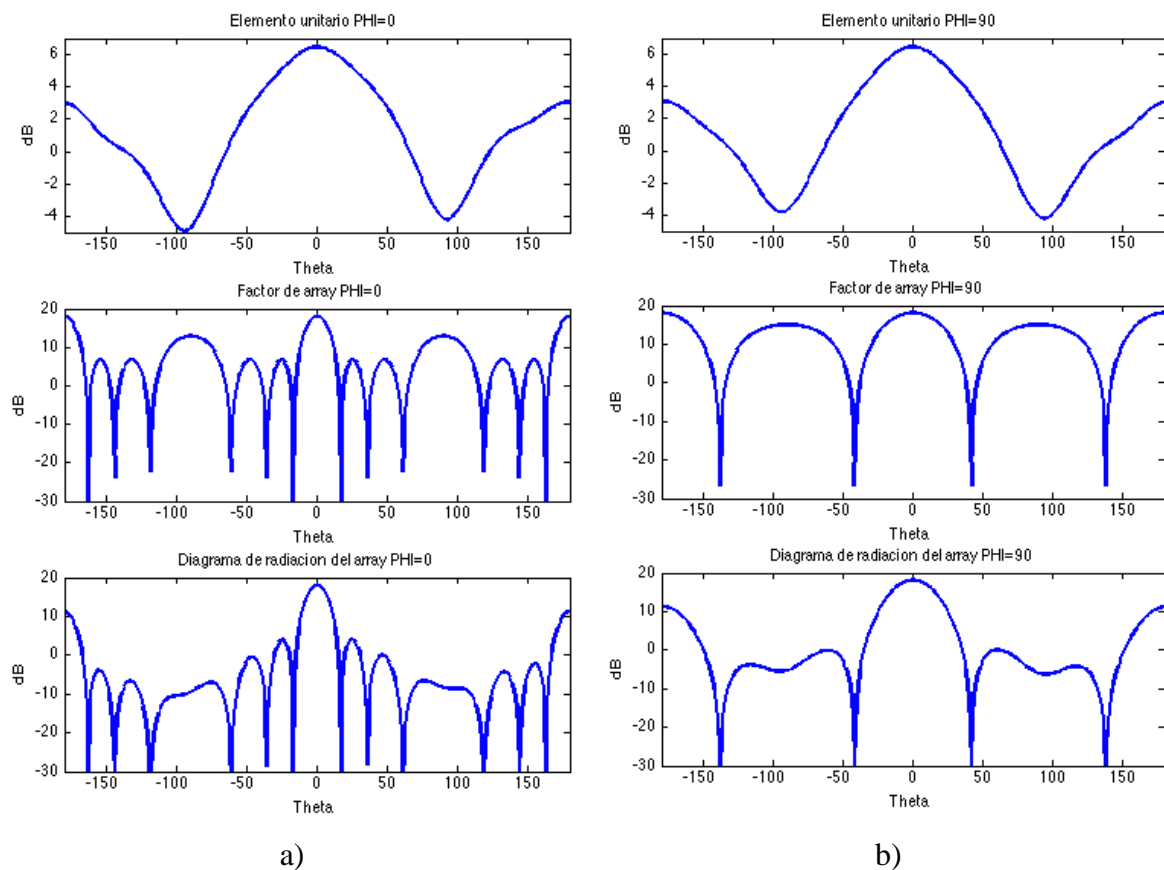 Elemento unitario PHI=0
6
4
2
0
-2
-4
dB
-150 -100 -50 0 50 100 150
Theta
Factor de array PHI=0
20
10
0
-10
-20
-30
dB
-150 -100 -50 0 50 100 150
Theta
Diagrama de radiacion del array PHI=0
20
10
0
-10
-20
-30
dB
-150 -100 -50 0 50 100 150
Theta
a)
Elemento unitario PHI=90
6
4
2
0
-2
-4
dB
-150 -100 -50 0 50 100 150
Theta
Factor de array PHI=90
20
10
0
-10
-20
-30
dB
-150 -100 -50 0 50 100 150
Theta
Diagrama de radiacion del array PHI=90
20
10
0
-10
-20
-30
dB
-150 -100 -50 0 50 100 150
Theta
b)